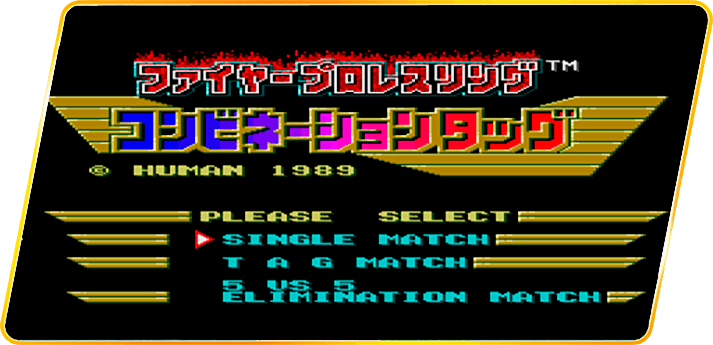 ファイヤープロレスリング™
コンビネーションタッグ
© HUMAN 1989
PLEASE SELECT
SINGLE MATCH
T A G MATCH
5 VS 5
ELIMINATION MATCH